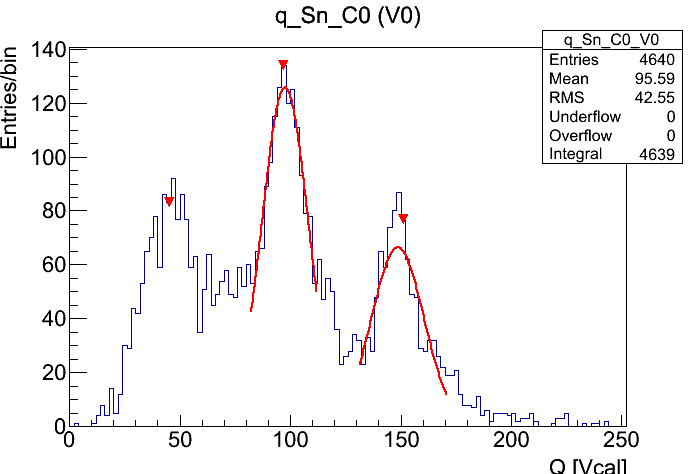 q_Sn_C0 (V0)
q_Sn_C0_V0
Entries 4640
Mean 95.59
RMS 42.55
Underflow 0
Overflow 0
Integral 4639
Entries/bin
140
120
100
80
60
40
20
0
0 50 100 150 200 250
Q [Vcal]